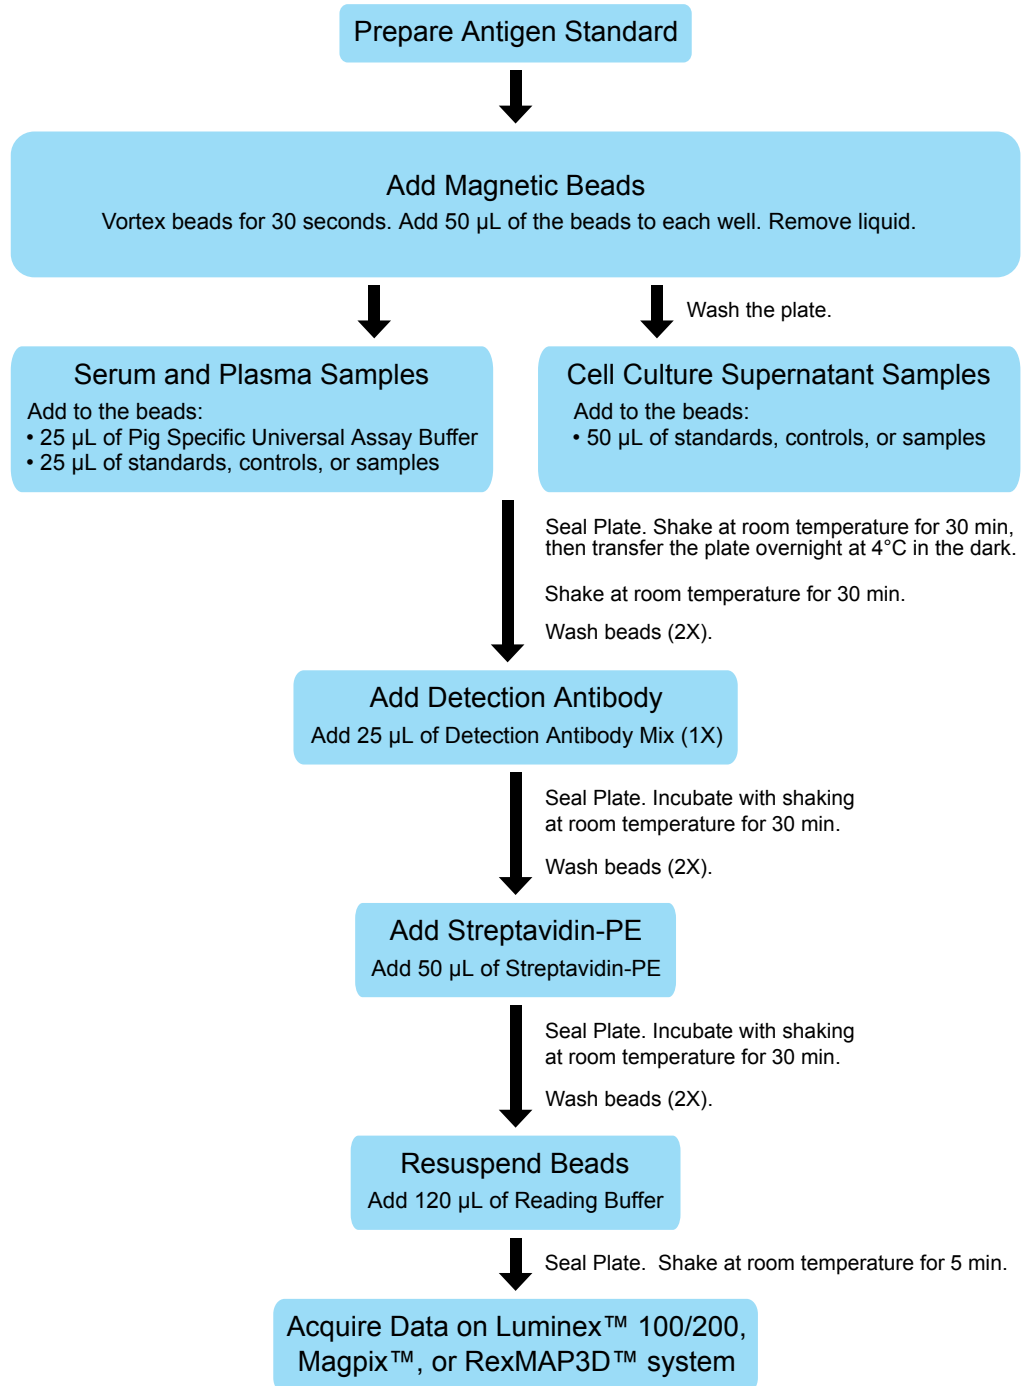 Prepare Antigen Standard
Add Magnetic Beads
Vortex beads for 30 seconds. Add 50 µL of the beads to each well. Remove liquid.
Wash the plate.
Serum and Plasma Samples
Add to the beads:
• 25 µL of Pig Specific Universal Assay Buffer
• 25 µL of standards, controls, or samples
Cell Culture Supernatant Samples
Add to the beads:
• 50 µL of standards, controls, or samples
Seal Plate. Shake at room temperature for 30 min,
then transfer the plate overnight at 4°C in the dark.
Shake at room temperature for 30 min.
Wash beads (2X).
Add Detection Antibody
Add 25 µL of Detection Antibody Mix (1X)
Seal Plate. Incubate with shaking
at room temperature for 30 min.
Wash beads (2X).
Add Streptavidin-PE
Add 50 µL of Streptavidin-PE
Seal Plate. Incubate with shaking
at room temperature for 30 min.
Wash beads (2X).
Resuspend Beads
Add 120 µL of Reading Buffer
Seal Plate.  Shake at room temperature for 5 min.
Acquire Data on Luminex™ 100/200,
Magpix™, or RexMAP3D™ system